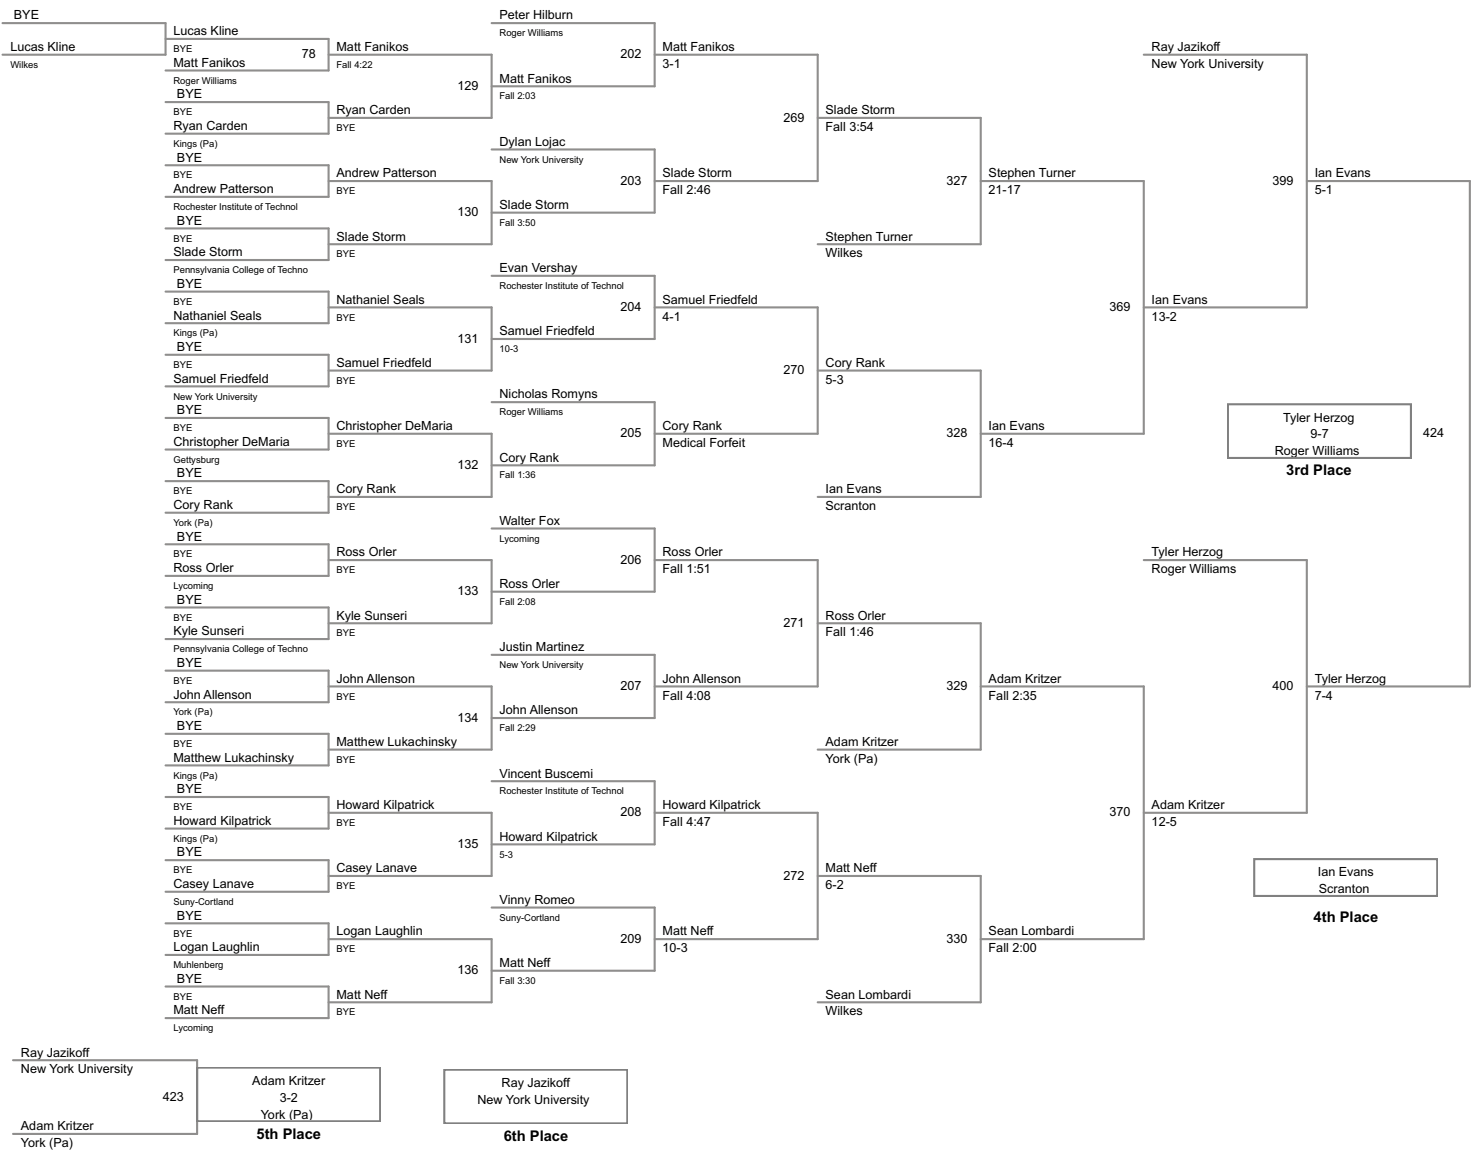 BYE
Lucas Kline
Wilkes
Lucas Kline
BYE
Matt Fanikos
Roger Williams
78
BYE
BYE
Ryan Carden
Kings (Pa)
BYE
BYE
Andrew Patterson
Rochester Institute of Technol
BYE
BYE
Slade Storm
Pennsylvania College of Techno
BYE
BYE
Nathaniel Seals
Kings (Pa)
BYE
BYE
Samuel Friedfeld
New York University
BYE
BYE
Christopher DeMaria
Gettysburg
BYE
BYE
Cory Rank
York (Pa)
BYE
BYE
Ross Orler
Lycoming
BYE
BYE
Kyle Sunseri
Pennsylvania College of Techno
BYE
BYE
John Allenson
York (Pa)
BYE
BYE
Matthew Lukachinsky
Kings (Pa)
BYE
BYE
Howard Kilpatrick
Kings (Pa)
BYE
BYE
Casey Lanave
Suny-Cortland
BYE
BYE
Logan Laughlin
Muhlenberg
BYE
BYE
Matt Neff
Lycoming
Matt Fanikos
Fall 4:22
129
Ryan Carden
BYE
Andrew Patterson
BYE
130
Slade Storm
BYE
Nathaniel Seals
BYE
131
Samuel Friedfeld
BYE
Christopher DeMaria
BYE
132
Cory Rank
BYE
Ross Orler
BYE
133
Kyle Sunseri
BYE
John Allenson
BYE
134
Matthew Lukachinsky
BYE
Howard Kilpatrick
BYE
135
Casey Lanave
BYE
Logan Laughlin
BYE
136
Matt Neff
BYE
Peter Hilburn
Roger Williams
202
Matt Fanikos
Fall 2:03
Dylan Lojac
New York University
203
Slade Storm
Fall 3:50
Evan Vershay
Rochester Institute of Technol
204
Samuel Friedfeld
10-3
Nicholas Romyns
Roger Williams
205
Cory Rank
Fall 1:36
Walter Fox
Lycoming
206
Ross Orler
Fall 2:08
Justin Martinez
New York University
207
John Allenson
Fall 2:29
Vincent Buscemi
Rochester Institute of Technol
208
Howard Kilpatrick
5-3
Vinny Romeo
Suny-Cortland
209
Matt Neff
Fall 3:30
Matt Fanikos
3-1
269
Slade Storm
Fall 2:46
Samuel Friedfeld
4-1
270
Cory Rank
Medical Forfeit
Ross Orler
Fall 1:51
271
John Allenson
Fall 4:08
Howard Kilpatrick
Fall 4:47
272
Matt Neff
10-3
Slade Storm
Fall 3:54
327
Stephen Turner
Wilkes
Cory Rank
5-3
328
Ian Evans
Scranton
Ross Orler
Fall 1:46
329
Adam Kritzer
York (Pa)
Matt Neff
6-2
330
Sean Lombardi
Wilkes
Stephen Turner
21-17
369
Ian Evans
16-4
Adam Kritzer
Fall 2:35
370
Sean Lombardi
Fall 2:00
Ray Jazikoff
New York University
399
Ian Evans
13-2
Tyler Herzog
Roger Williams
400
Adam Kritzer
12-5
Ian Evans
5-1
Tyler Herzog
9-7
Roger Williams
424
3rd Place
Tyler Herzog
7-4
Ian Evans
Scranton
4th Place
Ray Jazikoff
New York University
423
Adam Kritzer
York (Pa)
Adam Kritzer
3-2
York (Pa)
5th Place
Ray Jazikoff
New York University
6th Place